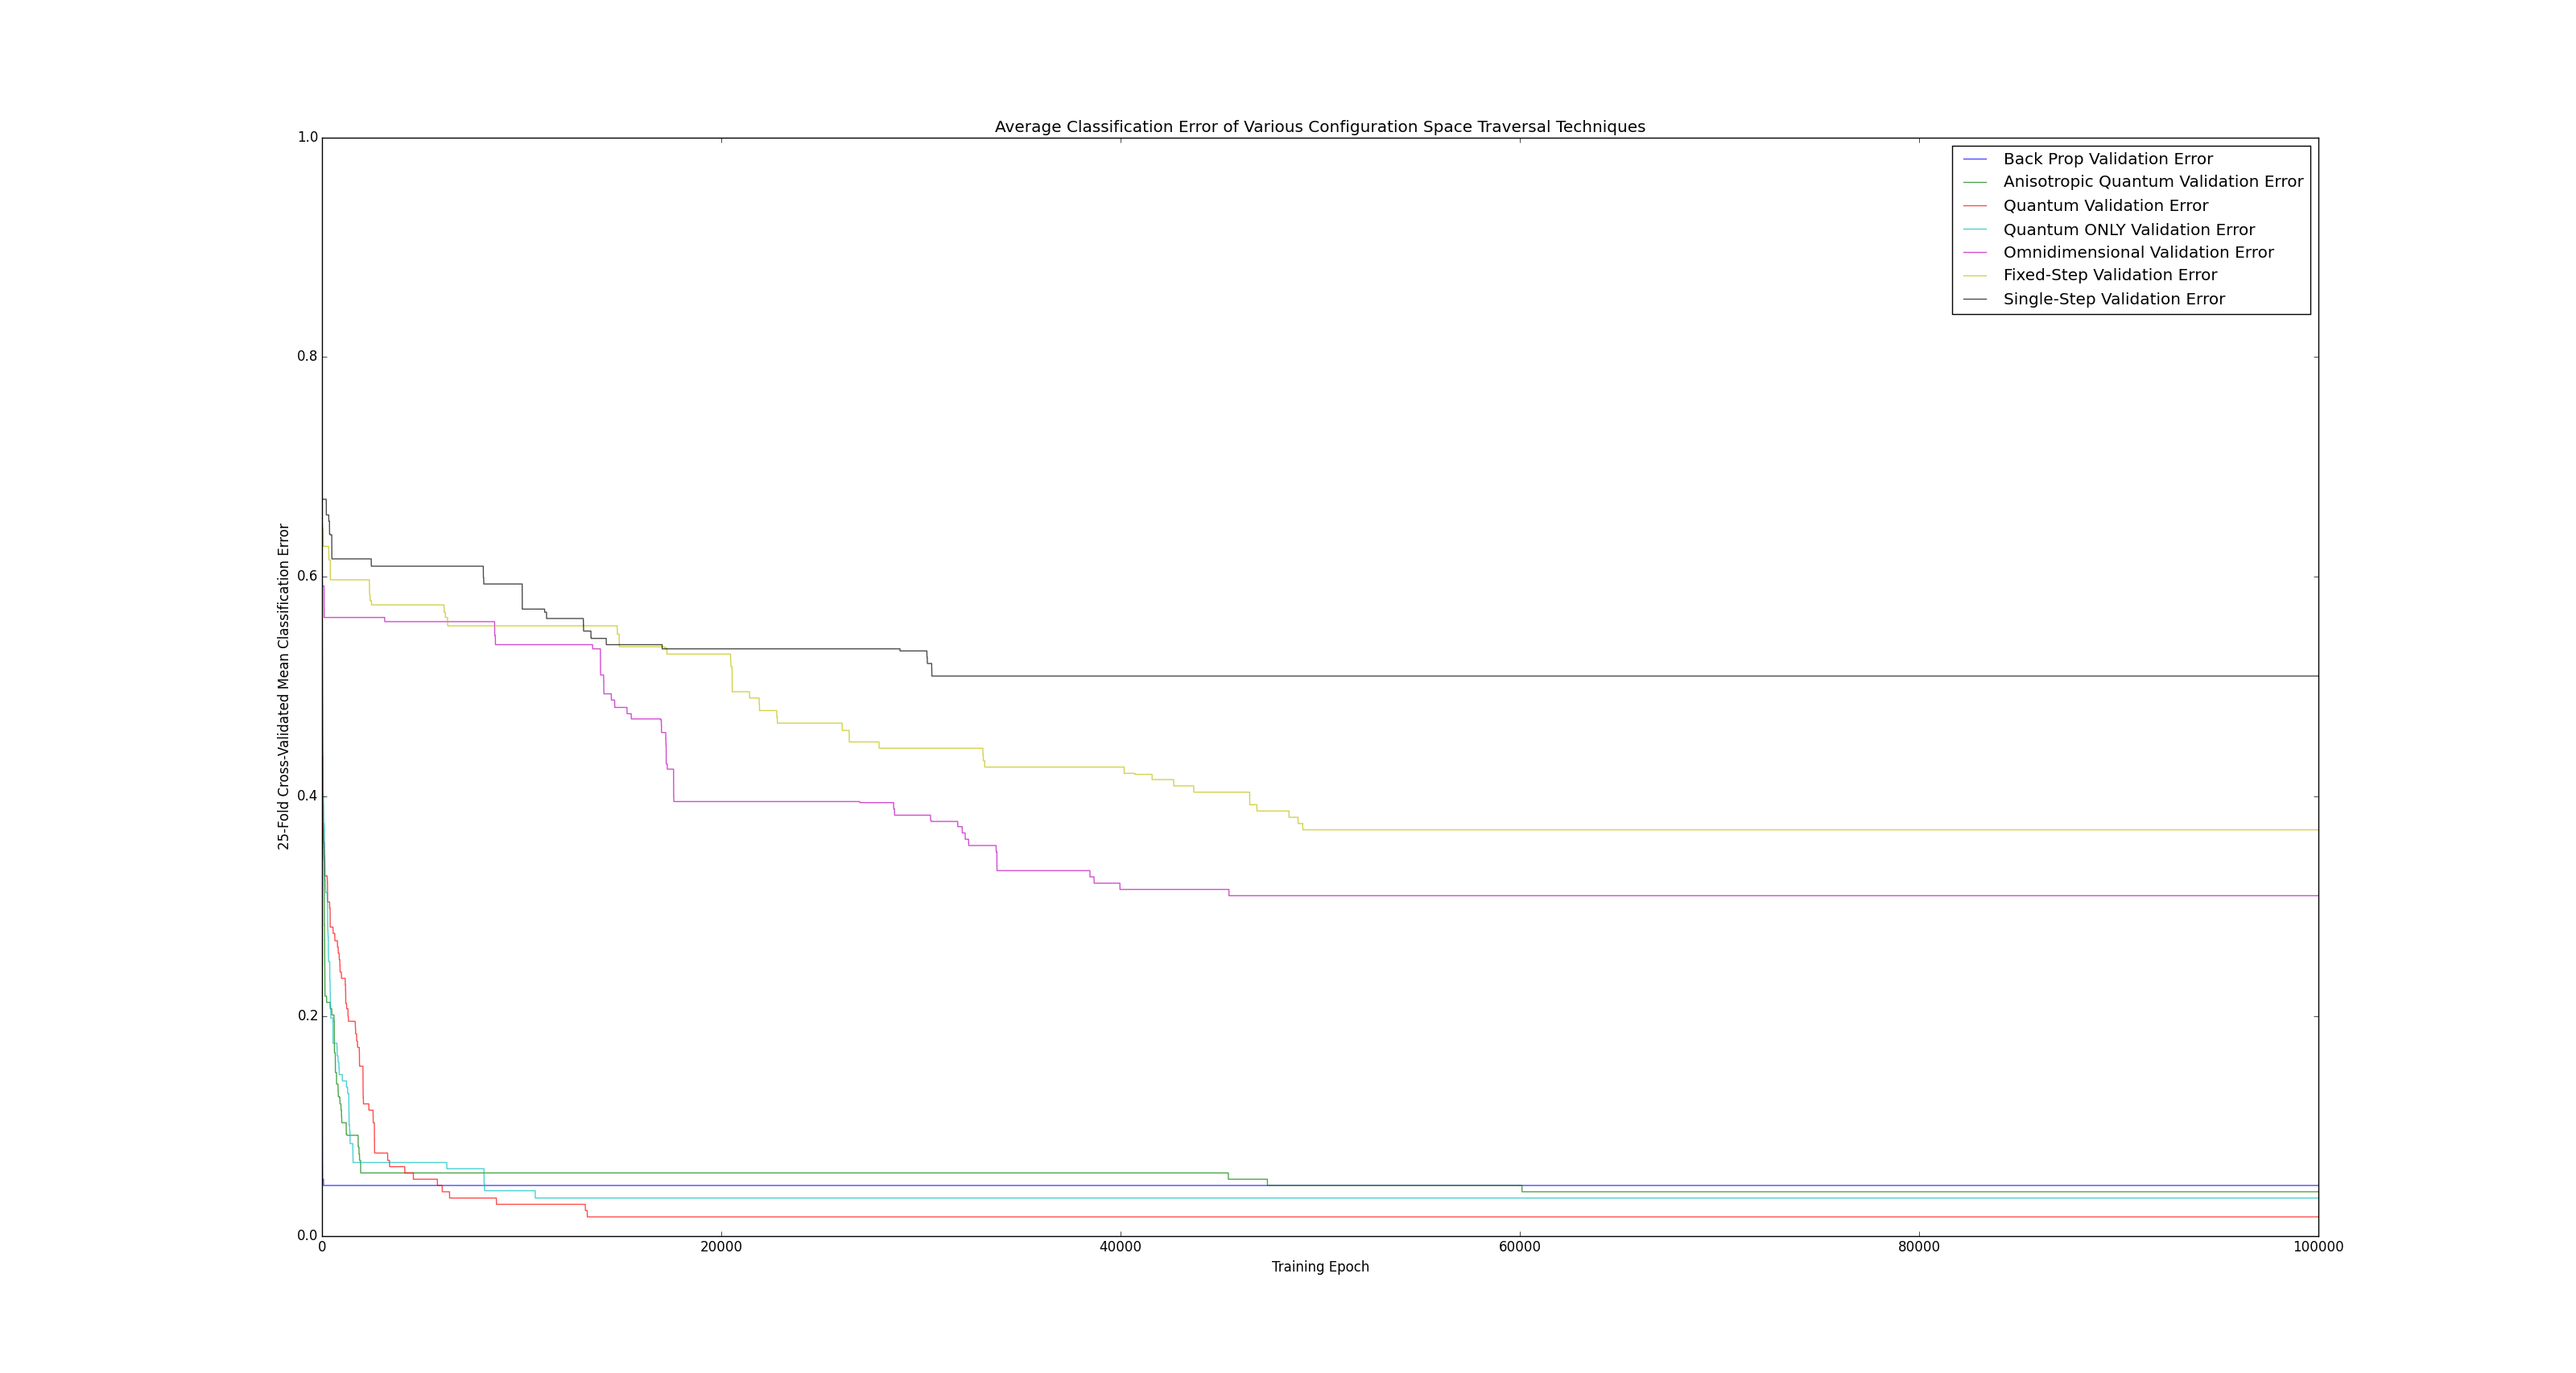 Average Classification Error of Various Configuration Space Traversal Techniques
1.0
0.8
0.6
0.4
0.2
0.0
25-Fold Cross-Validated Mean Classification Error
Back Prop Validation Error
Anisotropic Quantum Validation Error
Quantum Validation Error
Quantum ONLY Validation Error
Omnidimensional Validation Error
Fixed-Step Validation Error
Single-Step Validation Error
0 20000 40000 60000 80000 100000
Training Epoch